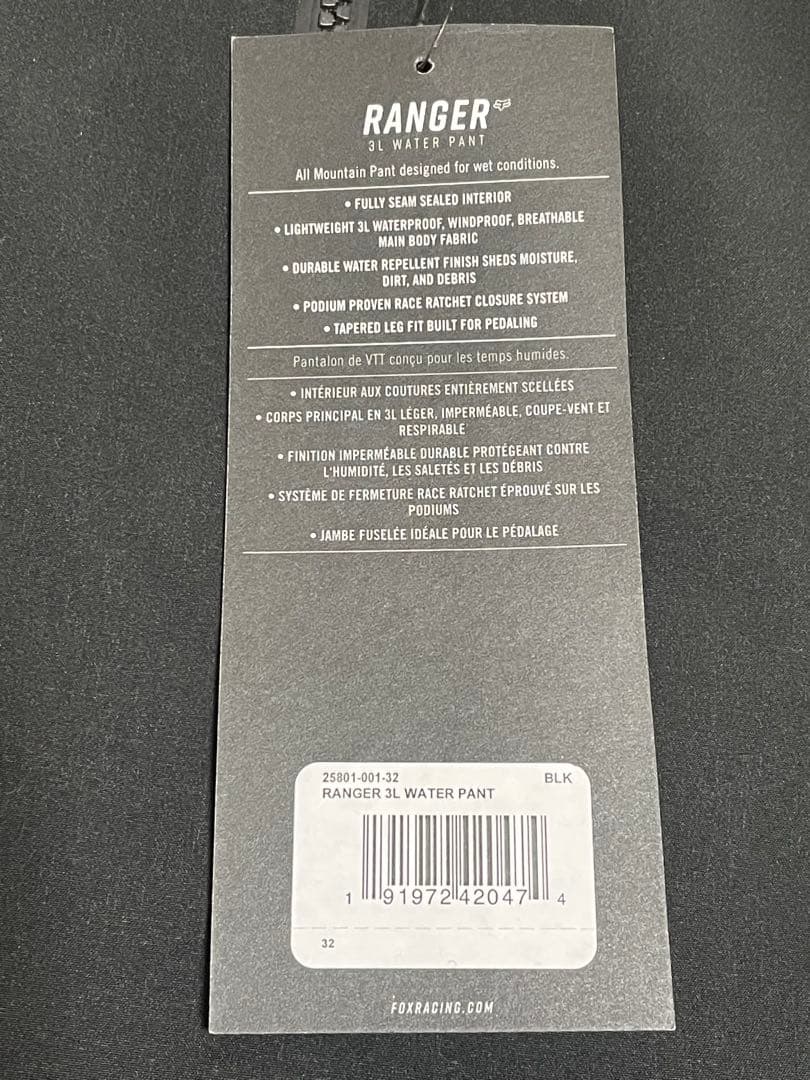 RANGER
3L WATER PANT
All Mountain Pant designed for wet conditions.
• FULLY SEAM SEALED INTERIOR
• LIGHTWEIGHT 3L WATERPROOF, WINDPROOF, BREATHABLE
MAIN BODY FABRIC
• DURABLE WATER REPELLENT FINISH SHEDS MOISTURE,
DIRT, AND DEBRIS
• PODIUM PROVEN RACE RATCHET CLOSURE SYSTEM
• TAPERED LEG FIT BUILT FOR PEDALING
Pantalon de VTT conçu pour les temps humides.
• INTÉRIEUR AUX COUTURES ENTIÈREMENT SCELLÉES
• CORPS PRINCIPAL EN 3L LÉGER, IMPERMÉABLE, COUPE-VENT ET
RESPIRABLE
• FINITION IMPERMÉABLE DURABLE PROTÉGEANT CONTRE
L'HUMIDITÉ, LES SALETÉS ET LES DÉBRIS
• SYSTÈME DE FERMETURE RACE RATCHET ÉPROUVÉ SUR LES
PODIUMS
• JAMBE FUSELÉE IDÉALE POUR LE PÉDALAGE
25801-001-32 BLK
RANGER 3L WATER PANT
1 91972 42047 4
32
FOXRACING.COM